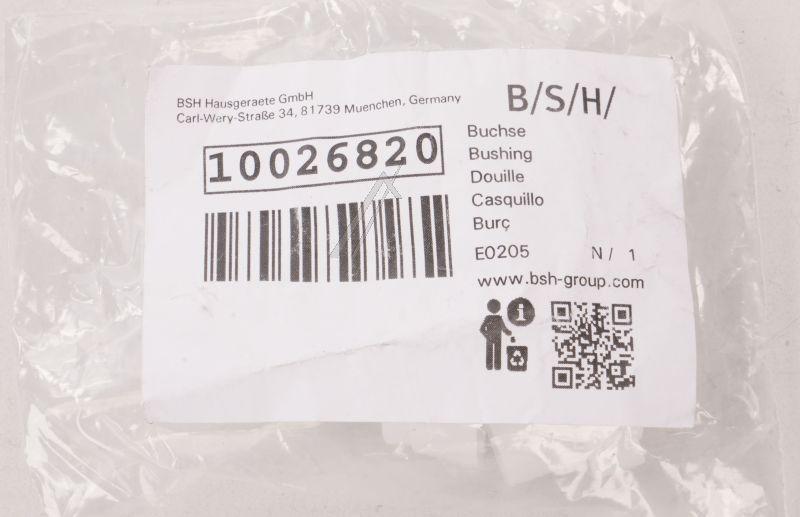 BSH Hausgeraete GmbH
Carl-Wery-Straße 34, 81739 Muenchen, Germany
B/S/H/
10026820
Buchse
Bushing
Douille
Casquillo
Burç
E0205 N / 1
www.bsh-group.com
i